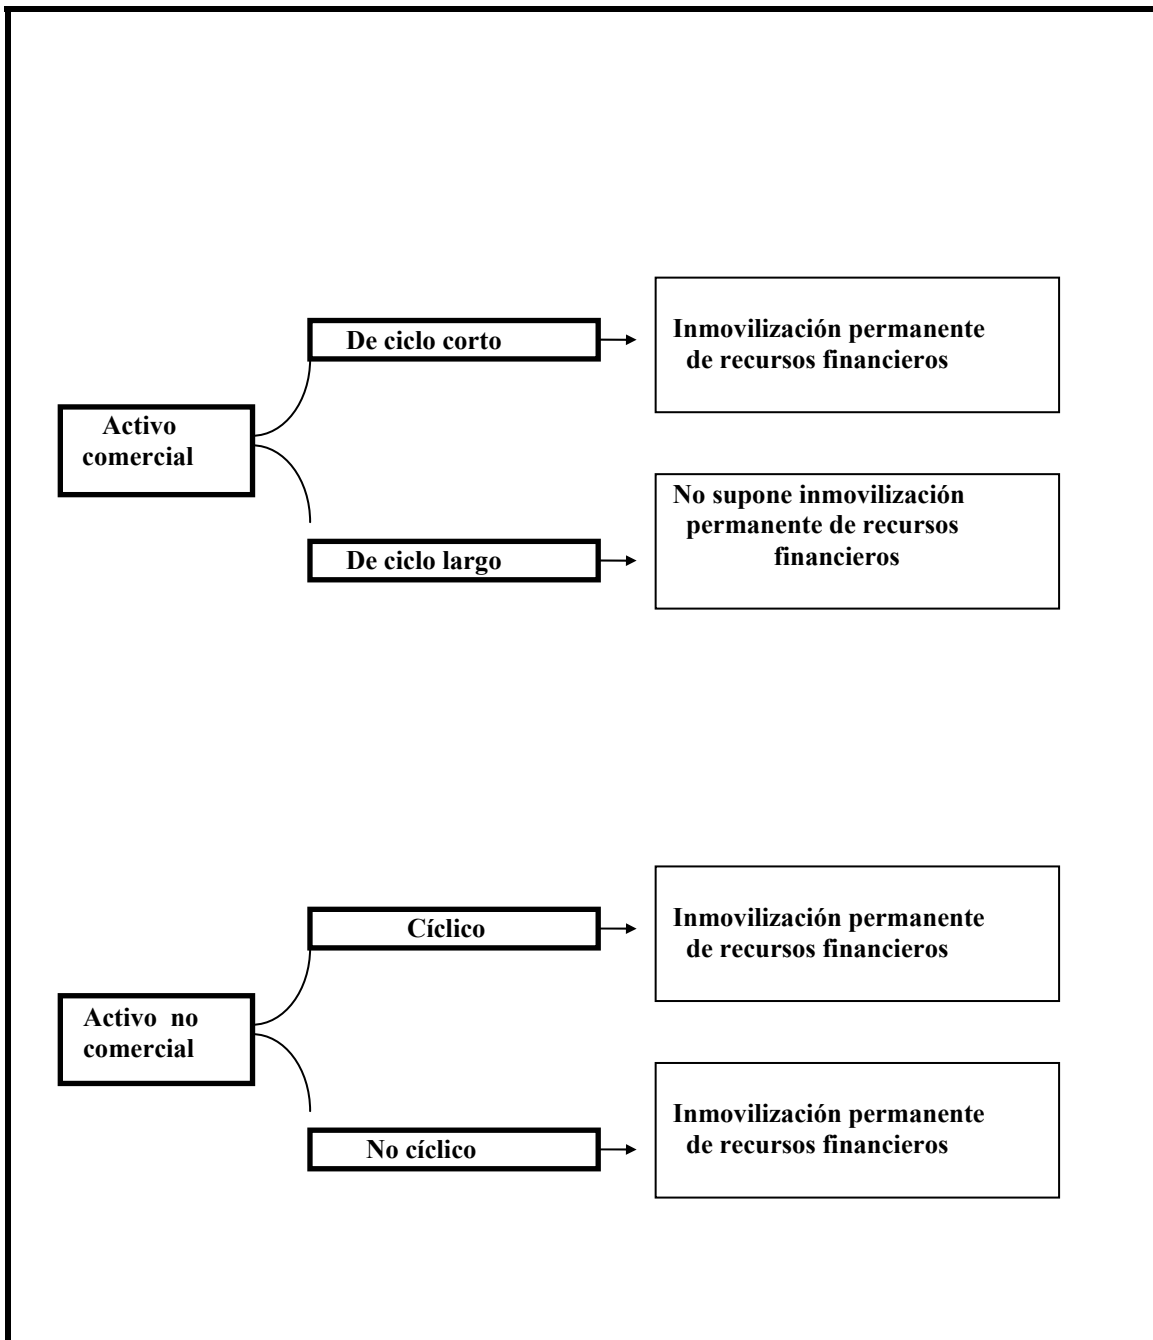 De ciclo corto
Inmovilización permanente
de recursos financieros
Activo
comercial
No supone inmovilización
permanente de recursos
financieros
De ciclo largo
Cíclico
Inmovilización permanente
de recursos financieros
Activo  no
comercial
No cíclico
Inmovilización permanente
de recursos financieros